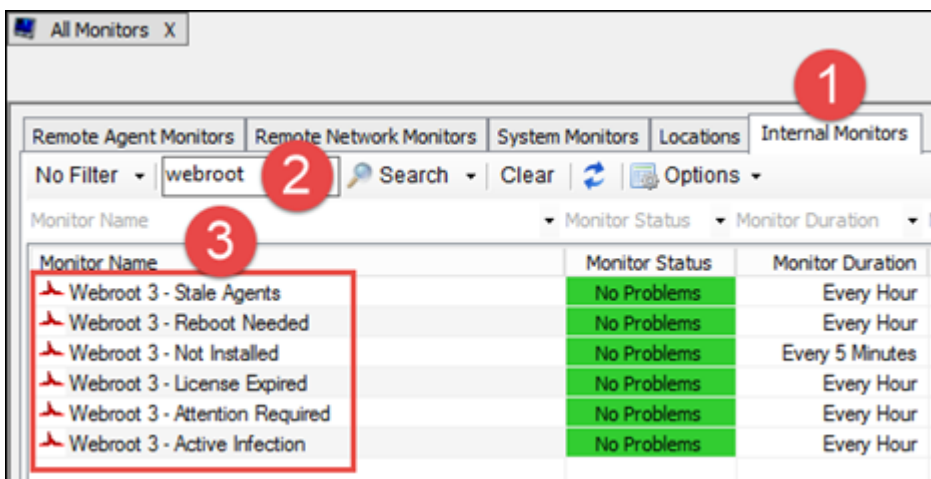 All Monitors X
1
Remote Agent Monitors Remote Network Monitors System Monitors Locations Internal Monitors
No Filter webroot 2 Search Clear Options
Monitor Name Monitor Status Monitor Duration
3
Monitor Name Monitor Status Monitor Duration
Webroot 3 - Stale Agents No Problems Every Hour
Webroot 3 - Reboot Needed No Problems Every Hour
Webroot 3 - Not Installed No Problems Every 5 Minutes
Webroot 3 - License Expired No Problems Every Hour
Webroot 3 - Attention Required No Problems Every Hour
Webroot 3 - Active Infection No Problems Every Hour